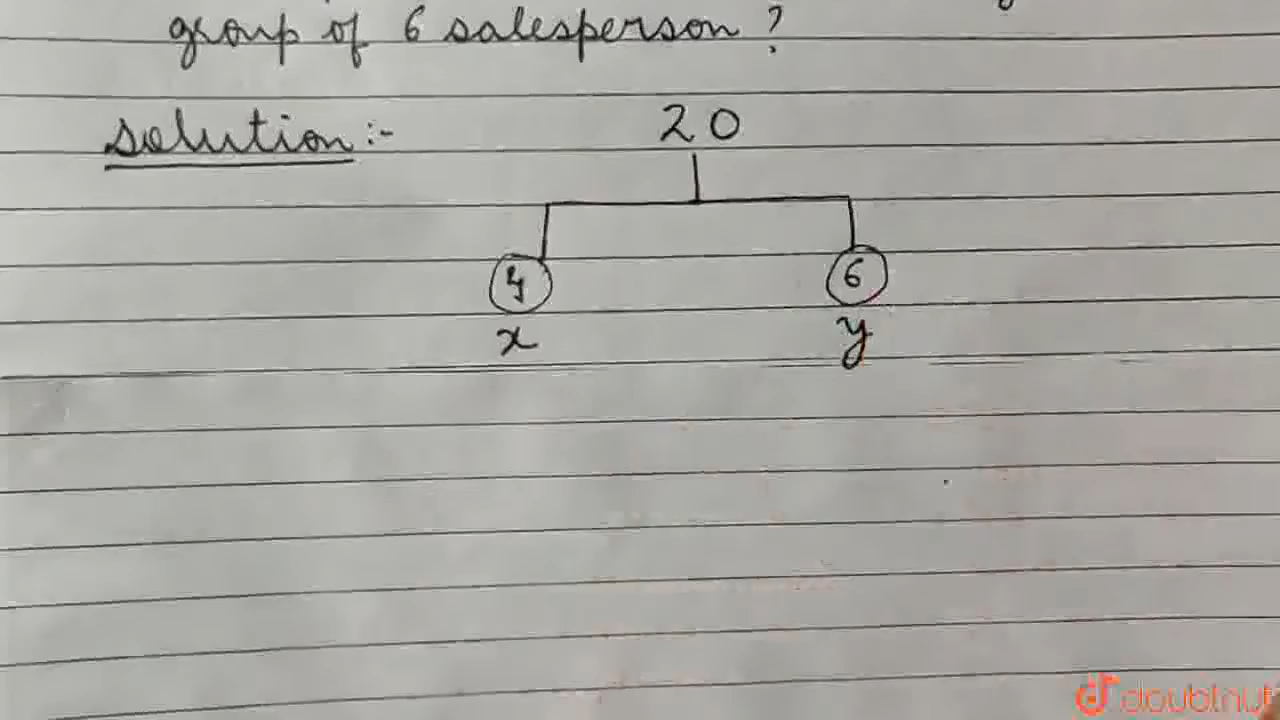 group of 6 salesperson ?
solution :-
20
4
6
x
y
doubtnut